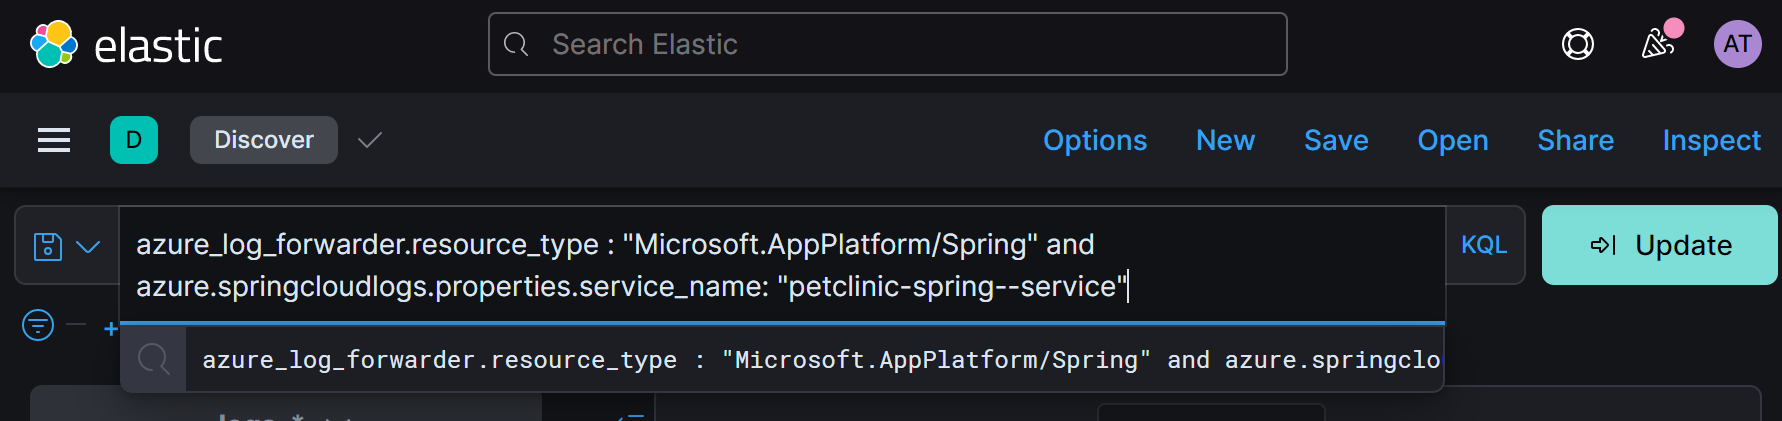 elastic
Search Elastic
AT
D
Discover
Options
New
Save
Open
Share
Inspect
azure_log_forwarder.resource_type : "Microsoft.AppPlatform/Spring" and
azure.springcloudlogs.properties.service_name: "petclinic-spring--service"
KQL
Update
+
azure_log_forwarder.resource_type : "Microsoft.AppPlatform/Spring" and azure.springclo